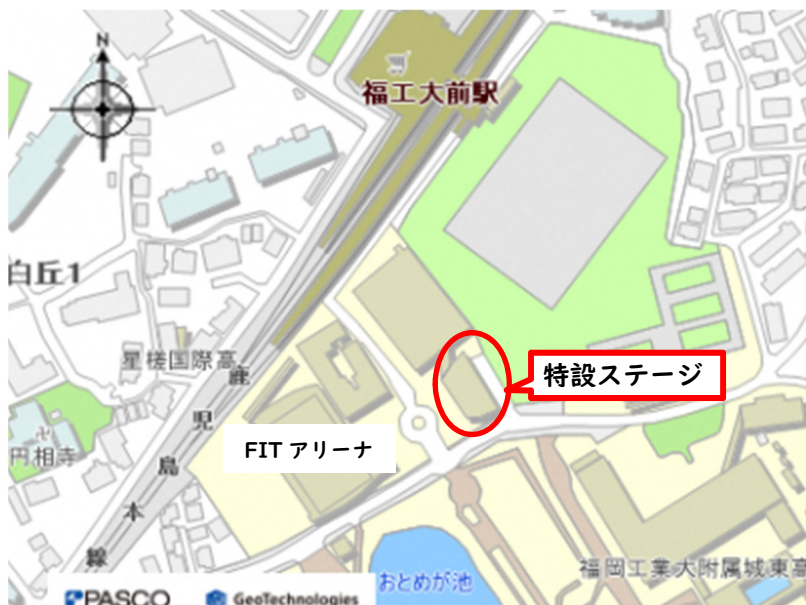 N
福工大前駅
白丘1
星槎国際高
特設ステージ
FIT アリーナ
円相寺
鹿児島本線
おとめが池
福岡工業大附属城東高
PASCO
GeoTechnologies